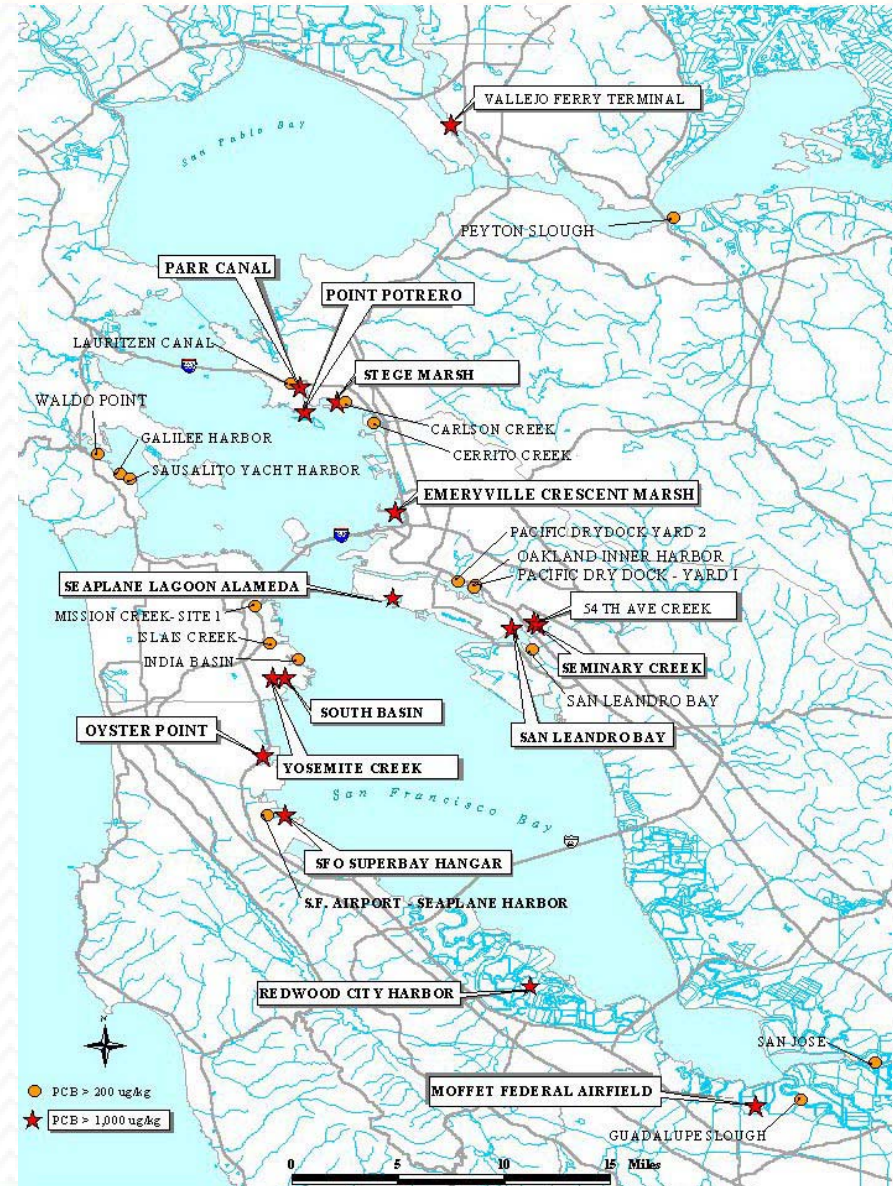 VALLEJO FERRY TERMINAL
San Pablo Bay
PEYTON SLOUGH
PARR CANAL
POINT POTRERO
LAURITZEN CANAL
STEGE MARSH
WALDO POINT
GALILEE HARBOR
CARLSON CREEK
SAUSALITO YACHT HARBOR
CERRITO CREEK
EMERYVILLE CRESCENT MARSH
PACIFIC DRYDOCK YARD 2
OAKLAND INNER HARBOR
PACIFIC DRY DOCK - YARD I
SEAPLANE LAGOON ALAMEDA
MISSION CREEK- SITE 1
54 TH AVE CREEK
ISLAIS CREEK
INDIA BASIN
SEMINARY CREEK
SAN LEANDRO BAY
SOUTH BASIN
SAN LEANDRO BAY
OYSTER POINT
YOSEMITE CREEK
San Francisco Bay
SFO SUPERBAY HANGAR
S.F. AIRPORT - SEAPLANE HARBOR
REDWOOD CITY HARBOR
N
SAN JOSE
MOFFET FEDERAL AIRFIELD
PCB > 200 ug/kg
PCB > 1,000 ug/kg
GUADALUPE SLOUGH
0 5 10 15 Miles